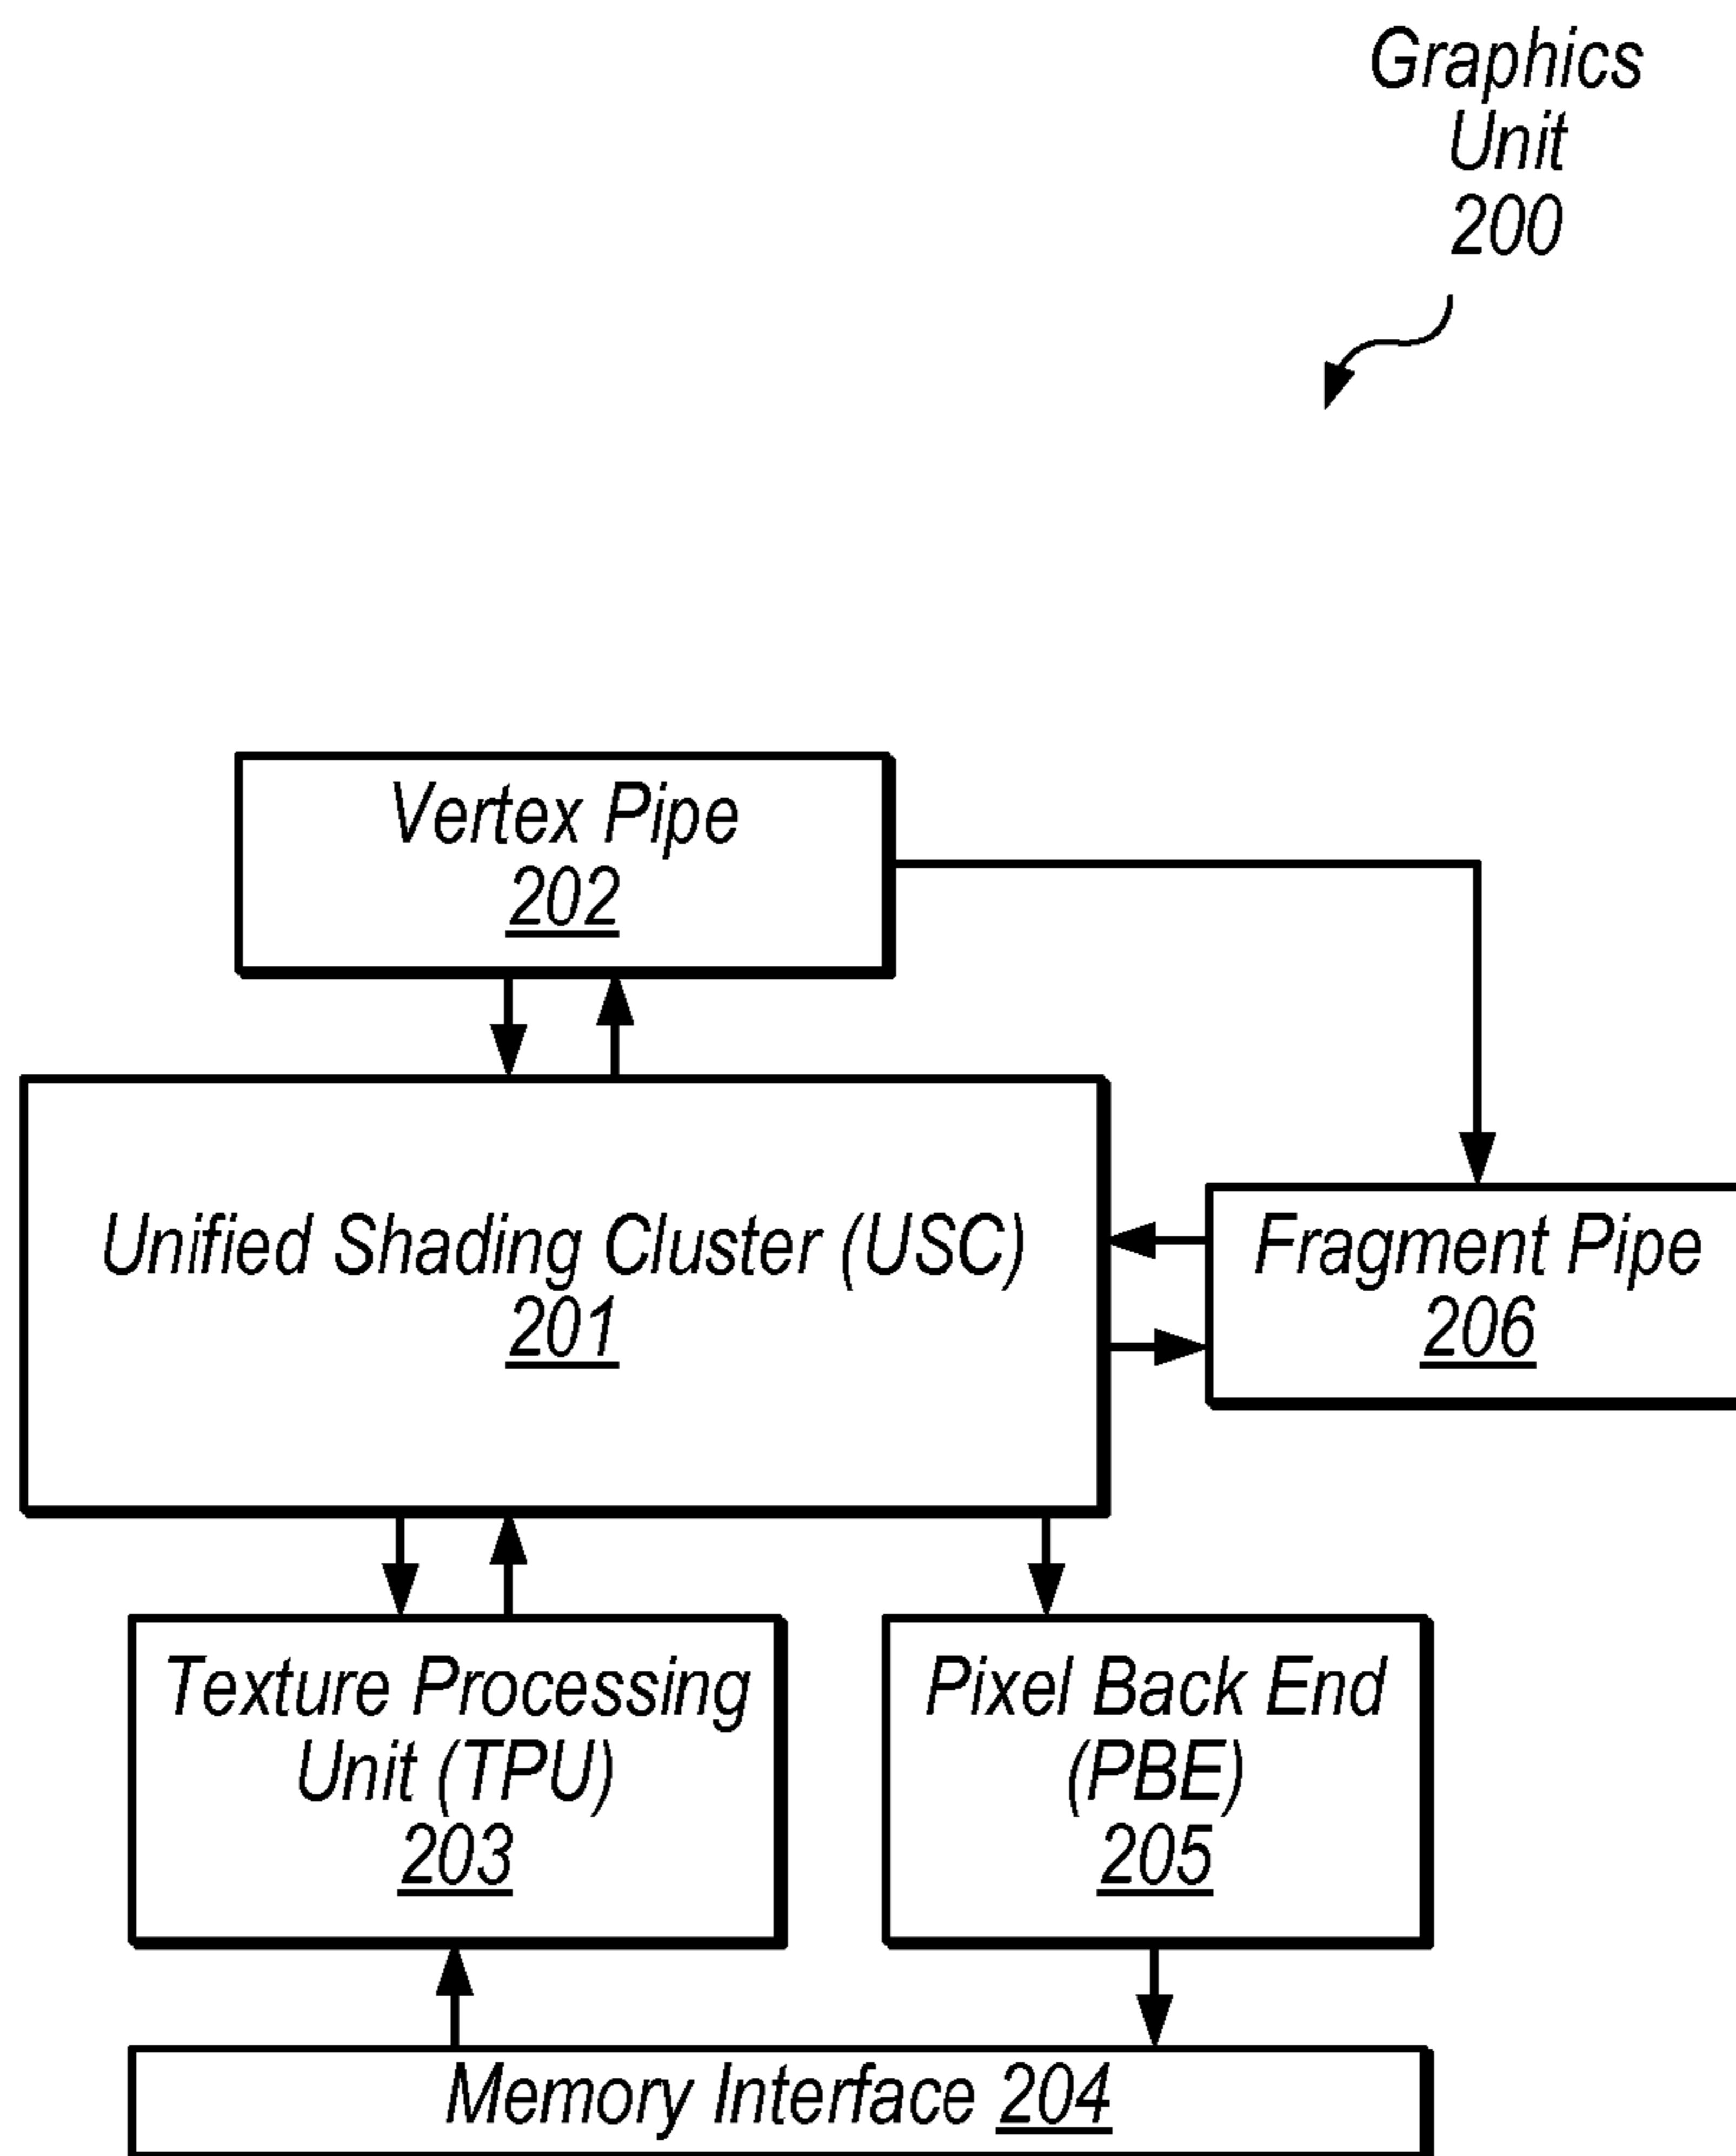 Graphics
Unit
200
Vertex Pipe
202
Unified Shading Cluster (USC)
201
Fragment Pipe
206
Texture Processing
Unit (TPU)
203
Pixel Back End
(PBE)
205
Memory Interface 204